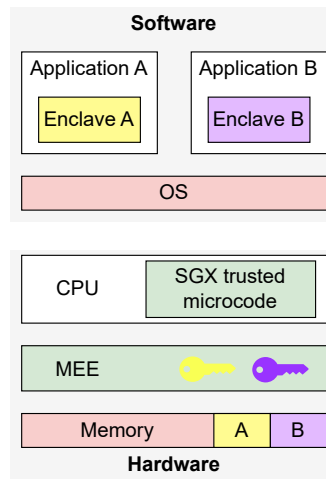 Software
Application A
Application B
Enclave A
Enclave B
OS
CPU
SGX trusted
microcode
MEE
Memory
A
B
Hardware